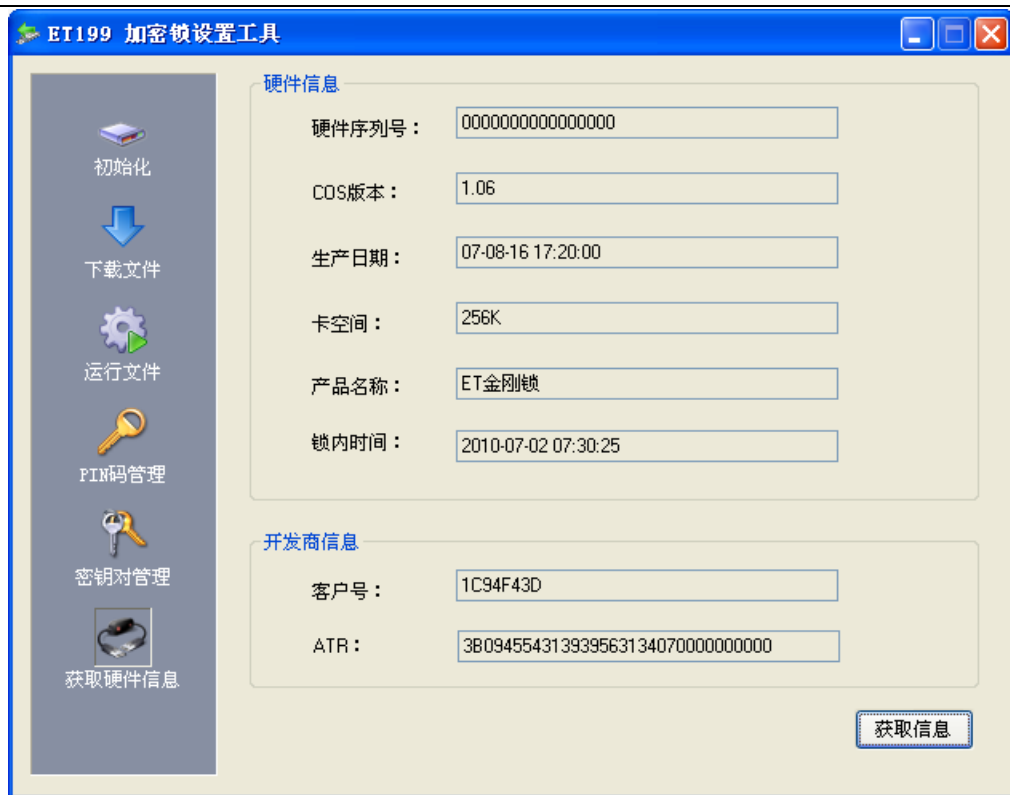 ET199 加密锁设置工具
初始化
下载文件
运行文件
PIN码管理
密钥对管理
获取硬件信息
硬件信息
硬件序列号： 0000000000000000
COS版本： 1.06
生产日期： 07-08-16 17:20:00
卡空间： 256K
产品名称： ET金刚锁
锁内时间： 2010-07-02 07:30:25
开发商信息
客户号： 1C94F43D
ATR： 3B094554313939563134070000000000
获取信息